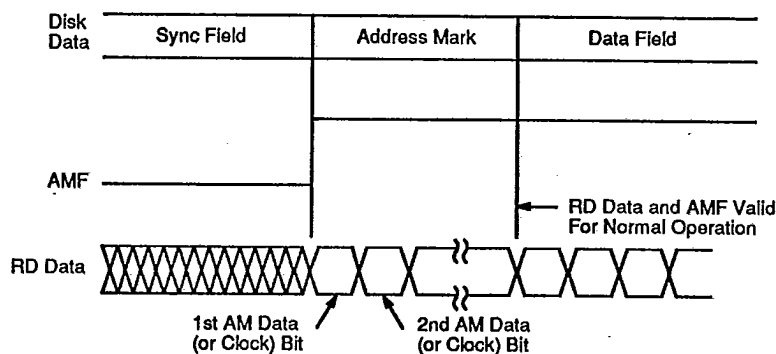 Disk
Data
Sync Field
Address Mark
Data Field
AMF
RD Data and AMF Valid
For Normal Operation
RD Data
1st AM Data
(or Clock) Bit
2nd AM Data
(or Clock) Bit